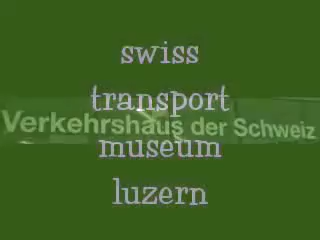 swiss
transport
Verkehrshaus der Schweiz
museum
luzern